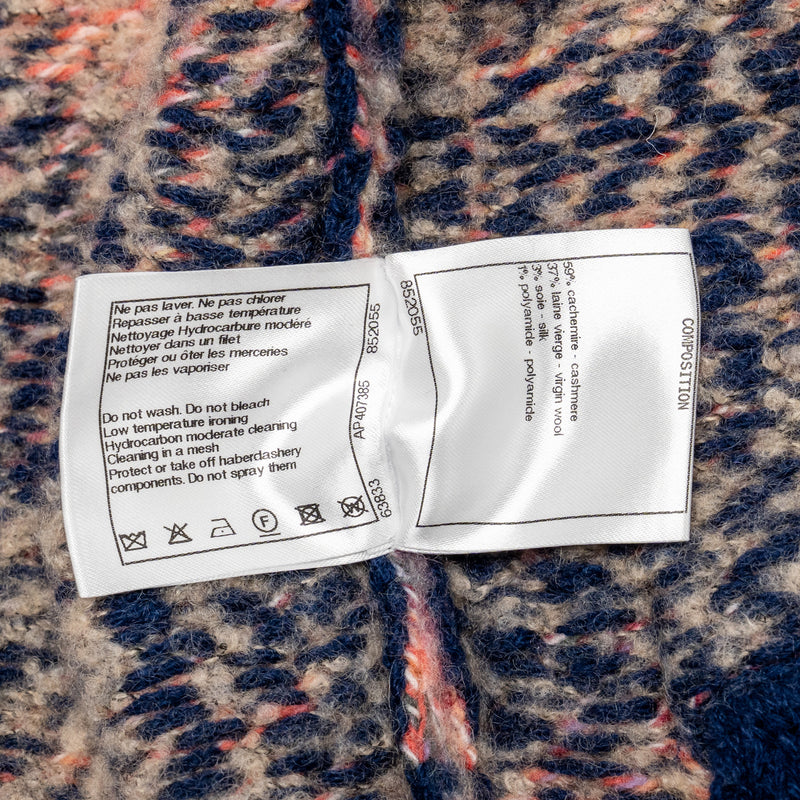 Ne pas laver. Ne pas chlorer
Repasser à basse température
Nettoyage Hydrocarbure modéré
Nettoyer dans un filet
Protéger ou ôter les merceries
Ne pas les vaporiser
Do not wash. Do not bleach
Low temperature ironing
Hydrocarbon moderate cleaning
Cleaning in a mesh
Protect or take off haberdashery
components. Do not spray them
F
W
63833
AP407385
852055
852055
COMPOSITION
59% cachemire - cashmere
37% laine vierge - virgin wool
3% soie - silk
1% polyamide - polyamide